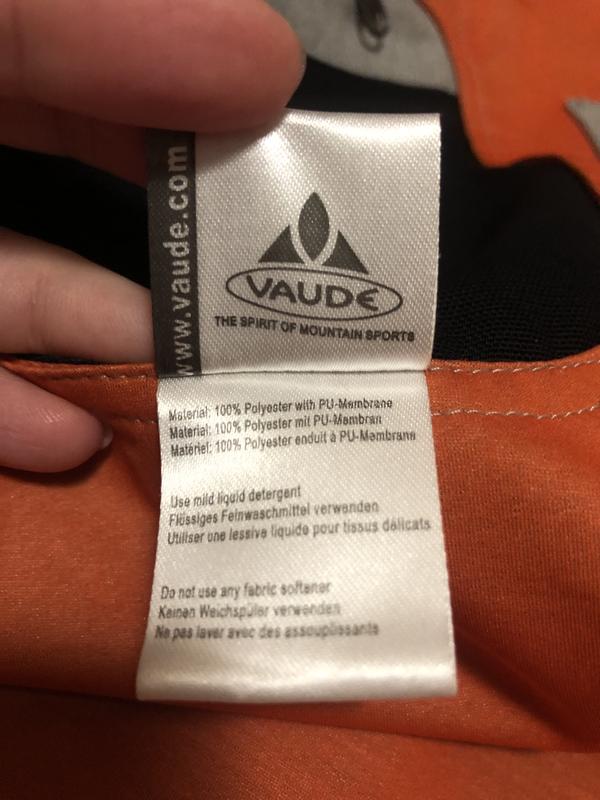 www.vaude.com
VAUDE
THE SPIRIT OF MOUNTAIN SPORTS
Material: 100% Polyester with PU-Membrane
Material: 100% Polyester mit PU-Membran
Matériel: 100% Polyester enduit à PU-Membrane
Use mild liquid detergent
Flüssiges Feinwaschmittel verwenden
Utiliser une lessive liquide pour tissus délicats
Do not use any fabric softener
Keinen Weichspüler verwenden
Ne pas laver avec des assouplissants